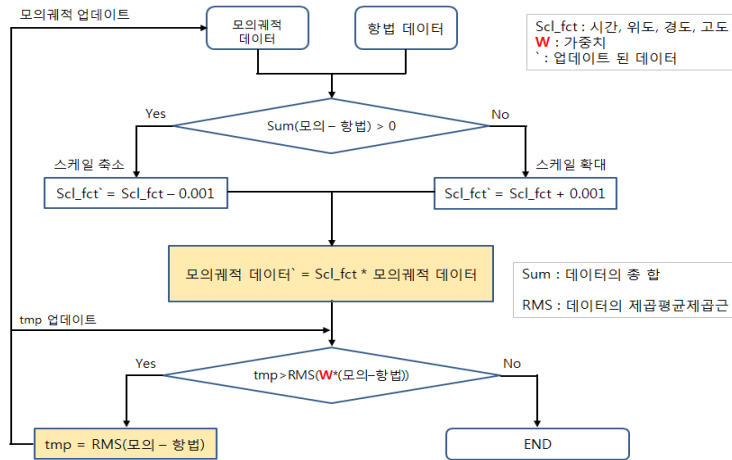 모의궤적 업데이트
모의궤적
데이터
항법 데이터
Scl_fct : 시간, 위도, 경도, 고도
W : 가중치
` : 업데이트 된 데이터
Yes
Sum(모의 – 항법) > 0
No
스케일 축소
스케일 확대
Scl_fct` = Scl_fct – 0.001
Scl_fct` = Scl_fct + 0.001
모의궤적 데이터` = Scl_fct * 모의궤적 데이터
Sum : 데이터의 총 합
RMS : 데이터의 제곱평균제곱근
tmp 업데이트
Yes
tmp>RMS(W*(모의–항법))
No
tmp = RMS(모의 – 항법)
END